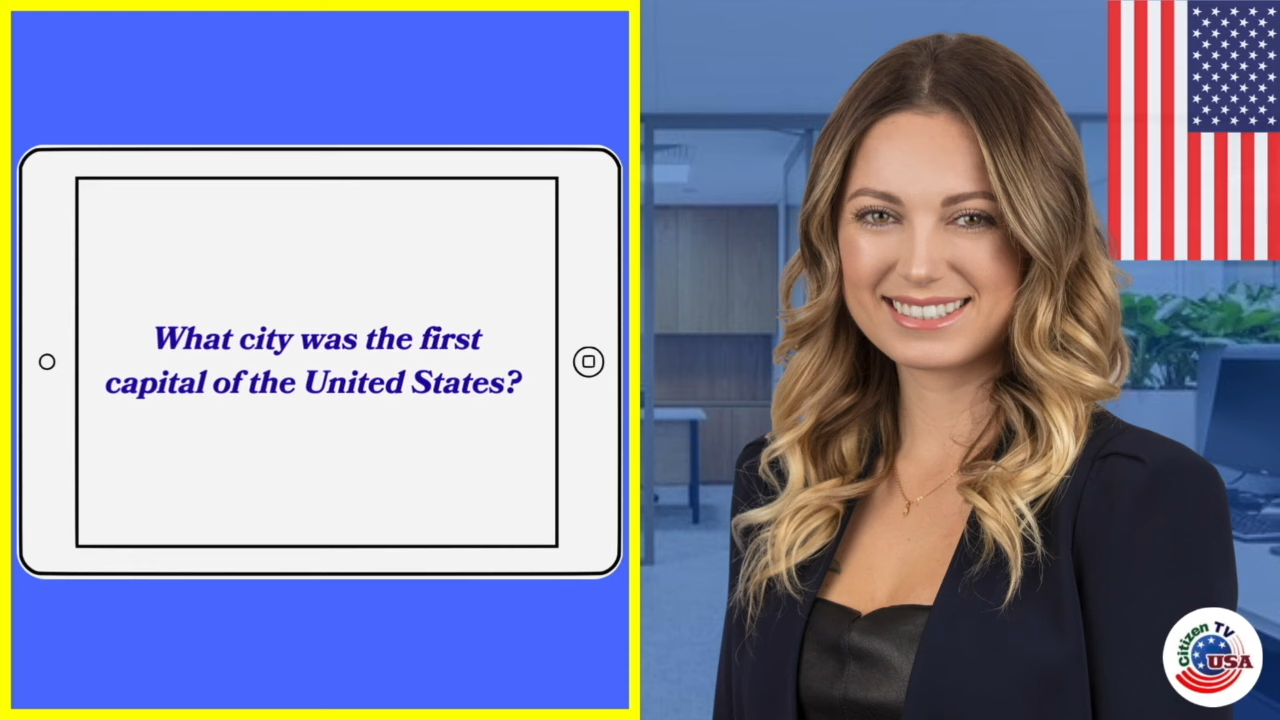 What city was the first
capital of the United States?
Citizen TV
USA